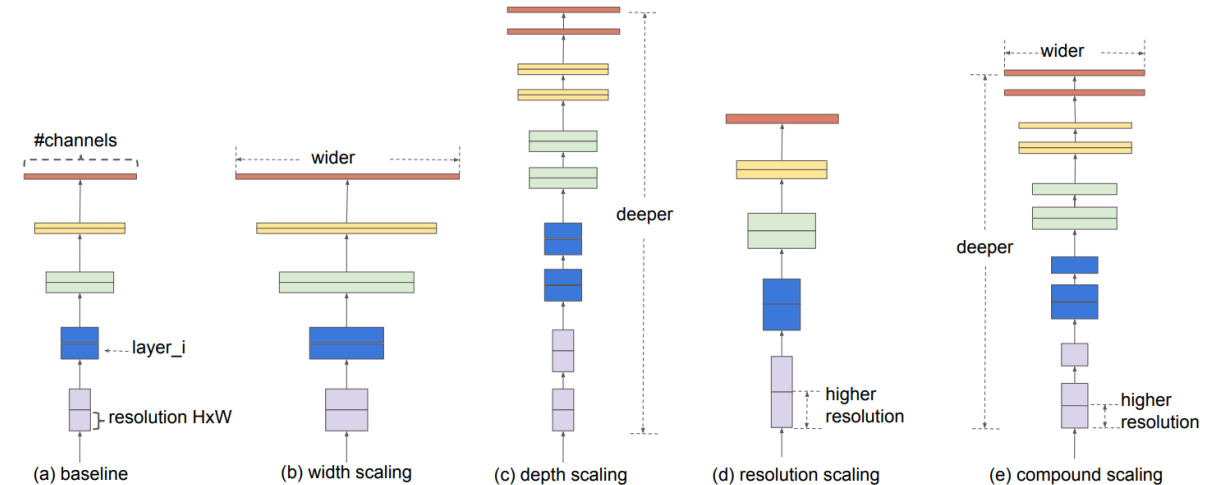 #channels
layer_i
resolution HxW
(a) baseline
wider
(b) width scaling
deeper
(c) depth scaling
higher
resolution
(d) resolution scaling
wider
deeper
higher
resolution
(e) compound scaling